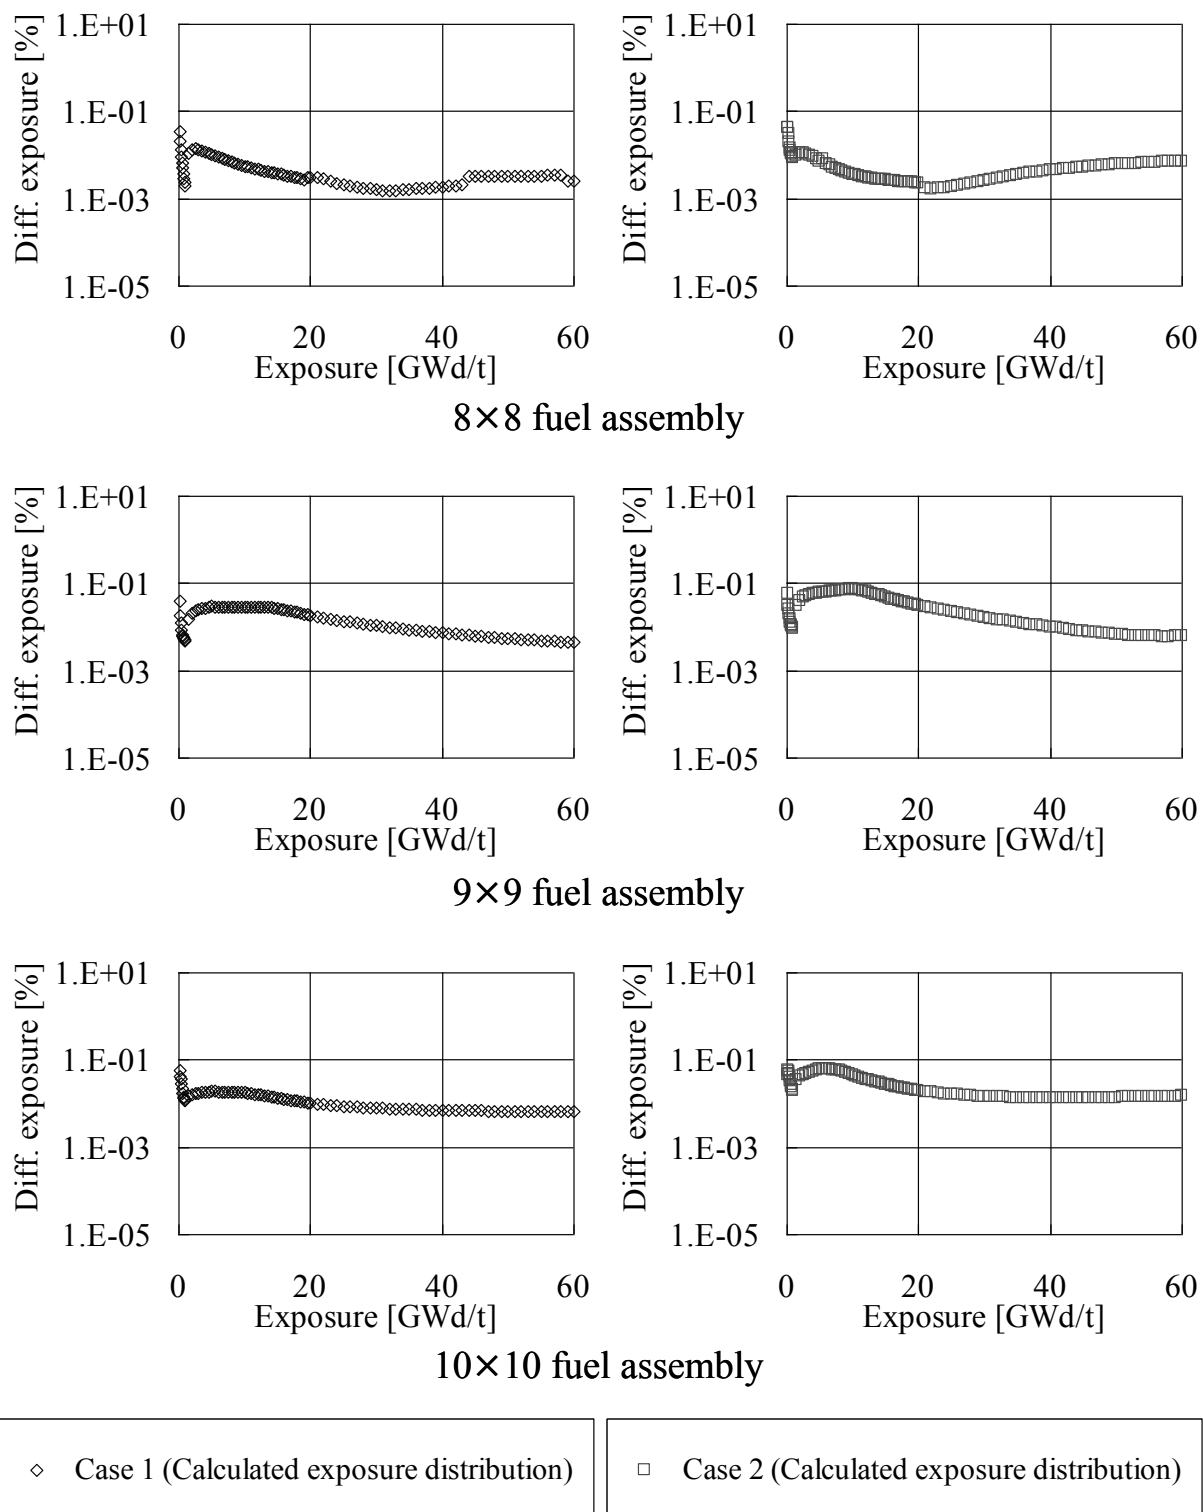 1.E+01
1.E-01
1.E-03
1.E-05
Diff. exposure [%]
0 20 40 60
Exposure [GWd/t]
1.E+01
1.E-01
1.E-03
1.E-05
Diff. exposure [%]
0 20 40 60
Exposure [GWd/t]
8×8 fuel assembly
1.E+01
1.E-01
1.E-03
1.E-05
Diff. exposure [%]
0 20 40 60
Exposure [GWd/t]
1.E+01
1.E-01
1.E-03
1.E-05
Diff. exposure [%]
0 20 40 60
Exposure [GWd/t]
9×9 fuel assembly
1.E+01
1.E-01
1.E-03
1.E-05
Diff. exposure [%]
0 20 40 60
Exposure [GWd/t]
1.E+01
1.E-01
1.E-03
1.E-05
Diff. exposure [%]
0 20 40 60
Exposure [GWd/t]
10×10 fuel assembly
Case 1 (Calculated exposure distribution)
Case 2 (Calculated exposure distribution)